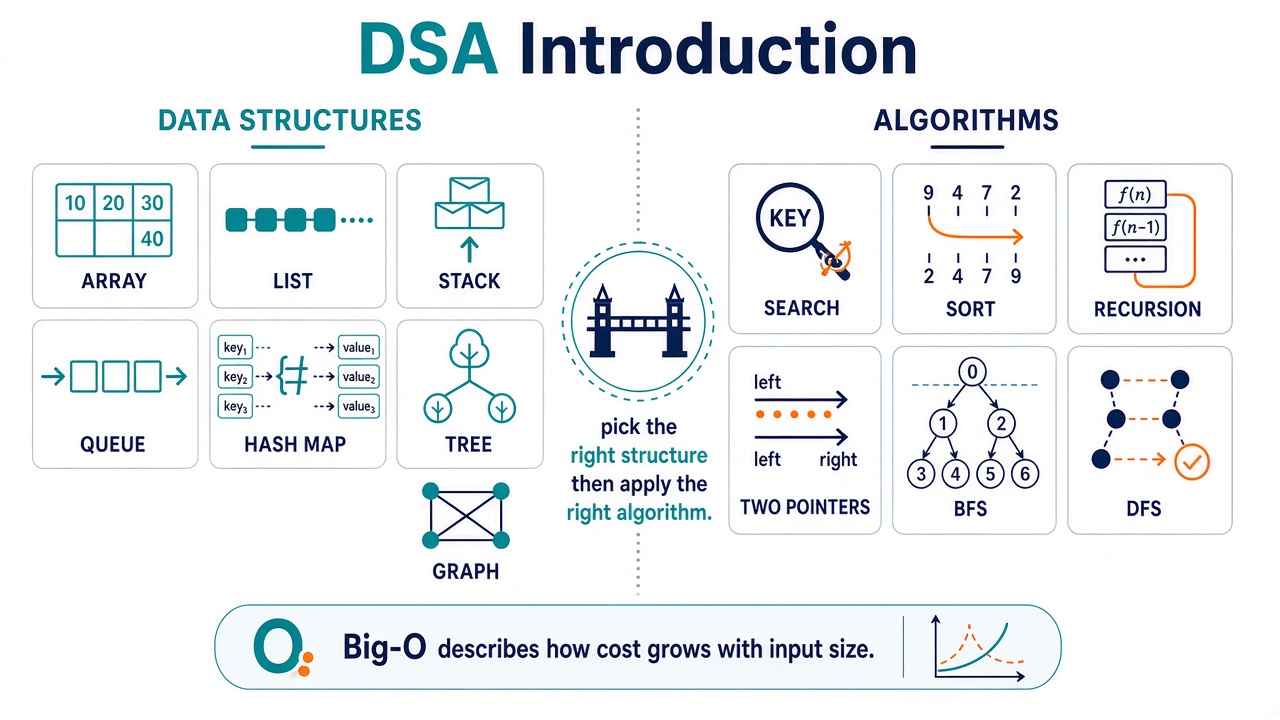 DSA Introduction
DATA STRUCTURES
10 20 30
40
ARRAY
LIST
STACK
QUEUE
key₁ value₁
key₂ {# value₂
key₃ value₃
HASH MAP
TREE
GRAPH
pick the
right structure
then apply the
right algorithm.
ALGORITHMS
KEY
SEARCH
9 4 7 2
2 4 7 9
SORT
f(n)
f(n−1)
...
RECURSION
left
left right
TWO POINTERS
0
1 2
3 4 5 6
BFS
DFS
O
Big-O describes how cost grows with input size.